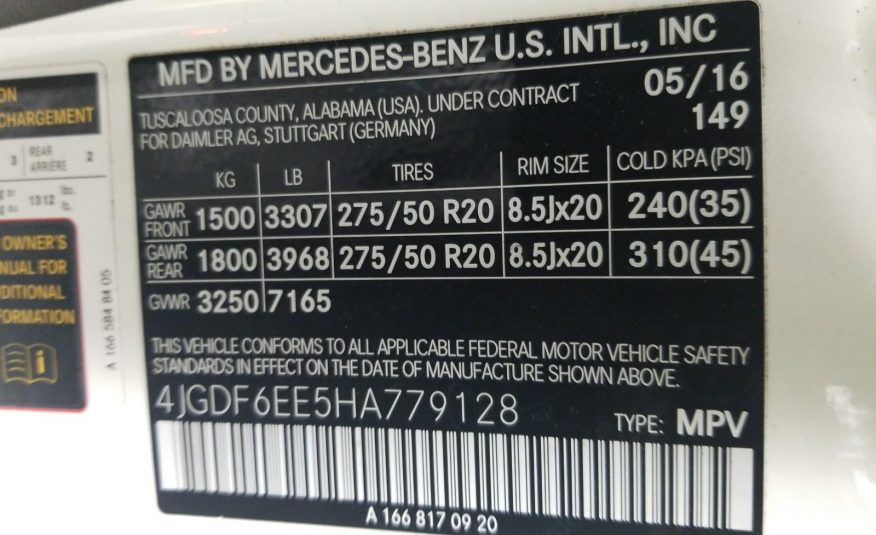 MFD BY MERCEDES-BENZ U.S. INTL., INC
05/16
TUSCALOOSA COUNTY, ALABAMA (USA). UNDER CONTRACT
149
FOR DAIMLER AG, STUTTGART (GERMANY)
KG LB TIRES RIM SIZE COLD KPA (PSI)
GAWR FRONT 1500 3307 275/50 R20 8.5Jx20 240(35)
GAWR REAR 1800 3968 275/50 R20 8.5Jx20 310(45)
GVWR 3250 7165
THIS VEHICLE CONFORMS TO ALL APPLICABLE FEDERAL MOTOR VEHICLE SAFETY
STANDARDS IN EFFECT ON THE DATE OF MANUFACTURE SHOWN ABOVE.
4JGDF6EE5HA779128
TYPE: MPV
A 166 817 09 20
ON
CHARGEMENT
3 REAR 2
ARRIÈRE
or 1312 lbs.
lb.
OWNER'S
NUAL FOR
DITIONAL
FORMATION
i
A 166 584 84 05